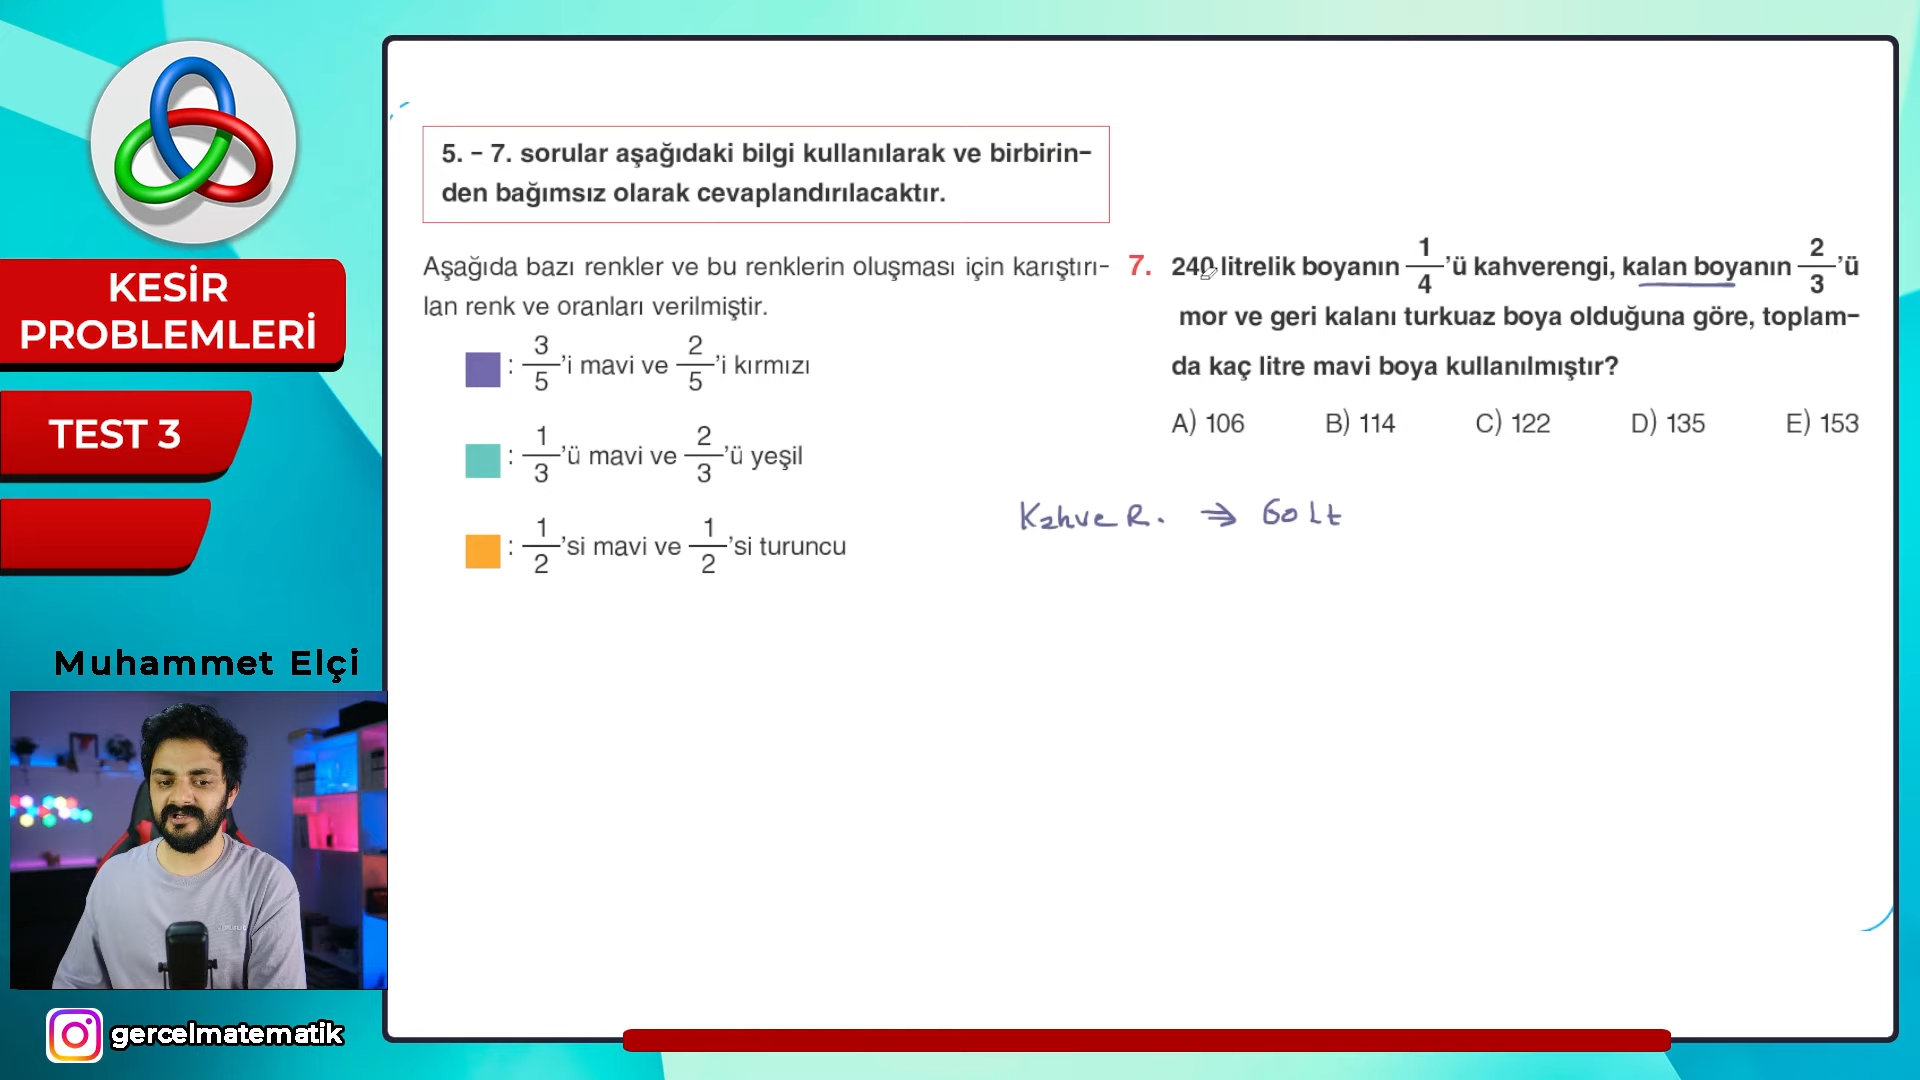 KESİR
PROBLEMLERİ
TEST 3
Muhammet Elçi
gercelmatematik
5. - 7. sorular aşağıdaki bilgi kullanılarak ve birbirin-
den bağımsız olarak cevaplandırılacaktır.
Aşağıda bazı renkler ve bu renklerin oluşması için karıştırı-
lan renk ve oranları verilmiştir.
: 3/5'i mavi ve 2/5'i kırmızı
: 1/3'ü mavi ve 2/3'ü yeşil
: 1/2'si mavi ve 1/2'si turuncu
7. 240 litrelik boyanın 1/4'ü kahverengi, kalan boyanın 2/3'ü
mor ve geri kalanı turkuaz boya olduğuna göre, toplam-
da kaç litre mavi boya kullanılmıştır?
A) 106 B) 114 C) 122 D) 135 E) 153
Kahve R. → 60 Lt